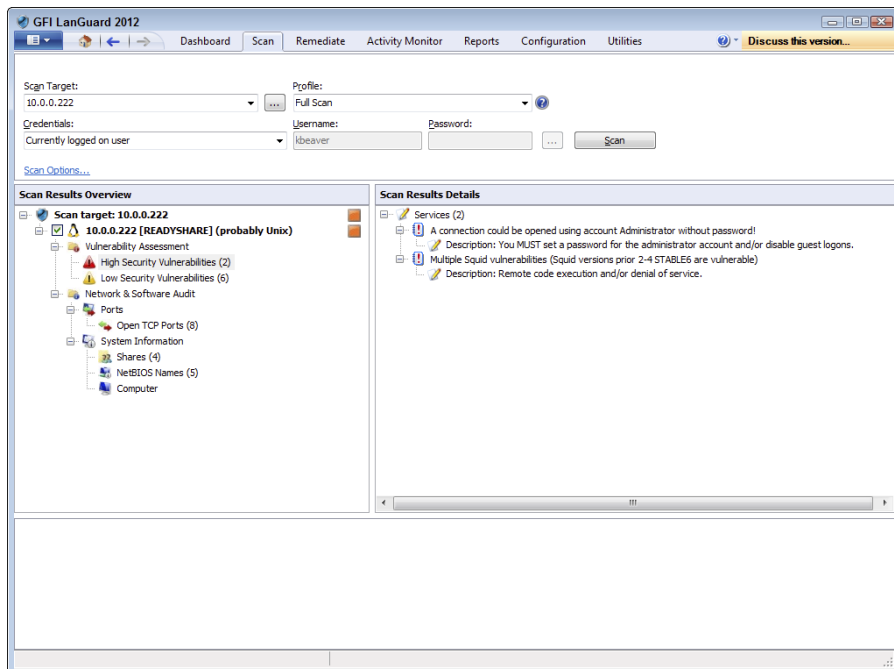 GFI LanGuard 2012
Dashboard Scan Remediate Activity Monitor Reports Configuration Utilities Discuss this version...
Scan Target: Profile:
10.0.0.222 ... Full Scan
Credentials: Username: Password:
Currently logged on user kbeaver ... Scan
Scan Options...
Scan Results Overview
Scan target: 10.0.0.222
10.0.0.222 [READYSHARE] (probably Unix)
Vulnerability Assessment
High Security Vulnerabilities (2)
Low Security Vulnerabilities (6)
Network & Software Audit
Ports
Open TCP Ports (8)
System Information
Shares (4)
NetBIOS Names (5)
Computer
Scan Results Details
Services (2)
A connection could be opened using account Administrator without password!
Description: You MUST set a password for the administrator account and/or disable guest logons.
Multiple Squid vulnerabilities (Squid versions prior 2-4 STABLE6 are vulnerable)
Description: Remote code execution and/or denial of service.